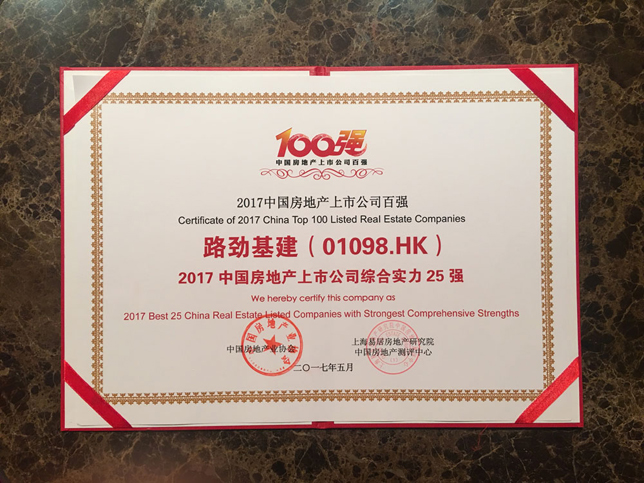 100强
中国房地产上市公司百强
2017中国房地产上市公司百强
Certificate of 2017 China Top 100 Listed Real Estate Companies
路劲基建（01098.HK）
2017 中国房地产上市公司综合实力 25 强
We hereby certify this company as
2017 Best 25 China Real Estate Listed Companies with Strongest Comprehensive Strengths
中国房地产业协会
上海易居房地产研究院
中国房地产测评中心
二〇一七年五月